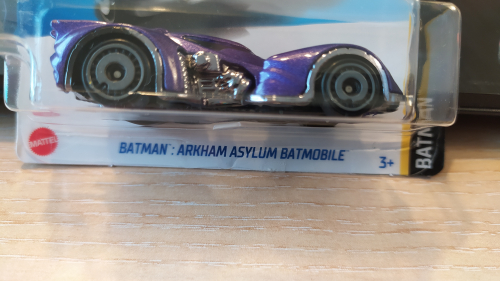 MATTEL
BATMAN™: ARKHAM ASYLUM BATMOBILE™
3+
BATMAN